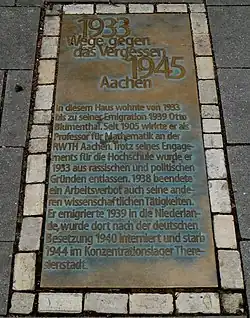 1933
Wege gegen
das Vergessen
1945
Aachen
In diesem Haus wohnte von 1933
bis zu seiner Emigration 1939 Otto
Blumenthal. Seit 1905 wirkte er als
Professor für Mathematik an der
RWTH Aachen. Trotz seines Engage-
ments für die Hochschule wurde er
1933 aus rassischen und politischen
Gründen entlassen. 1938 beendete
ein Arbeitsverbot auch seine ande-
ren wissenschaftlichen Tätigkeiten.
Er emigrierte 1939 in die Niederlan-
de, wurde dort nach der deutschen
Besetzung 1940 interniert und starb
1944 im Konzentrationslager There-
sienstadt.